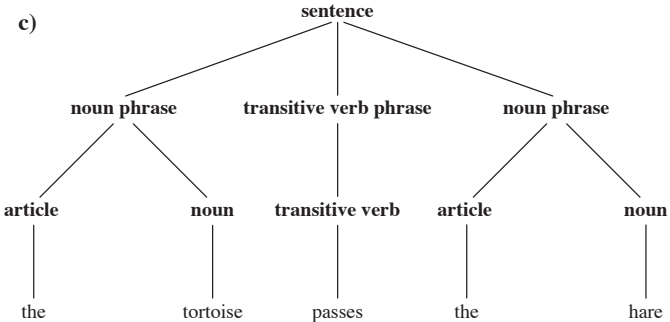 c)
sentence
noun phrase transitive verb phrase noun phrase
article noun transitive verb article noun
the tortoise passes the hare